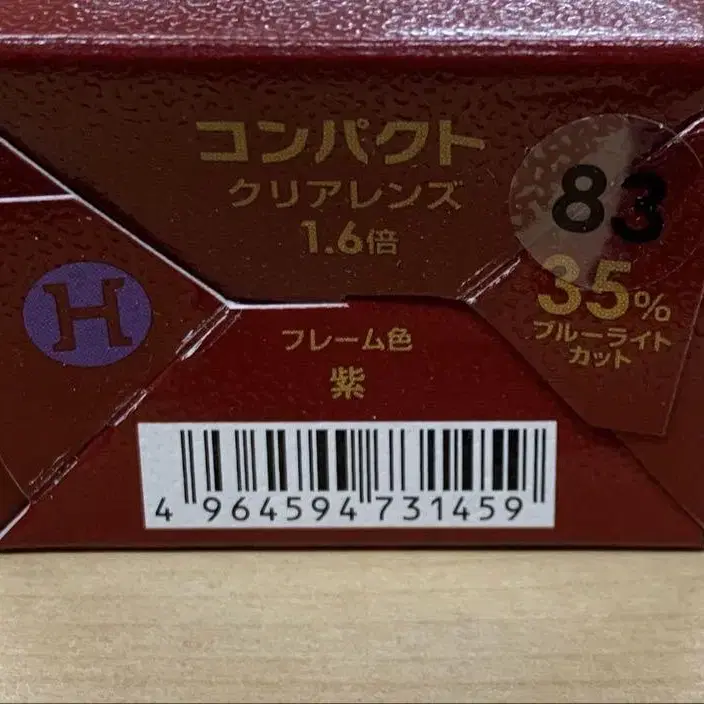 コンパクト
クリアレンズ
1.6倍
83
35%
ブルーライト
カット
H
フレーム色
紫
4 964594 731459